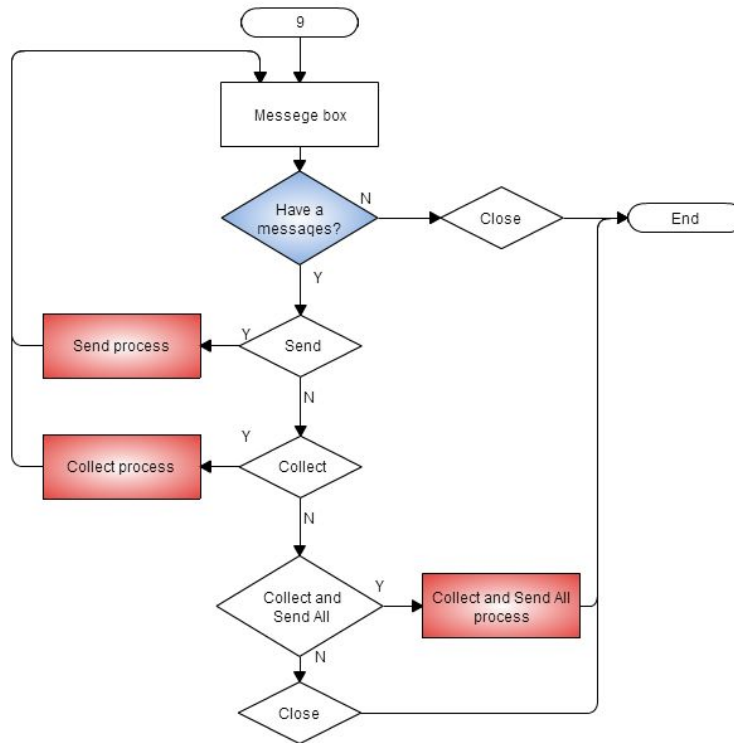 9
Messege box
Have a
messages?
N
Close
End
Y
Send process
Y
Send
N
Collect process
Y
Collect
N
Collect and
Send All
Y
Collect and Send All
process
N
Close